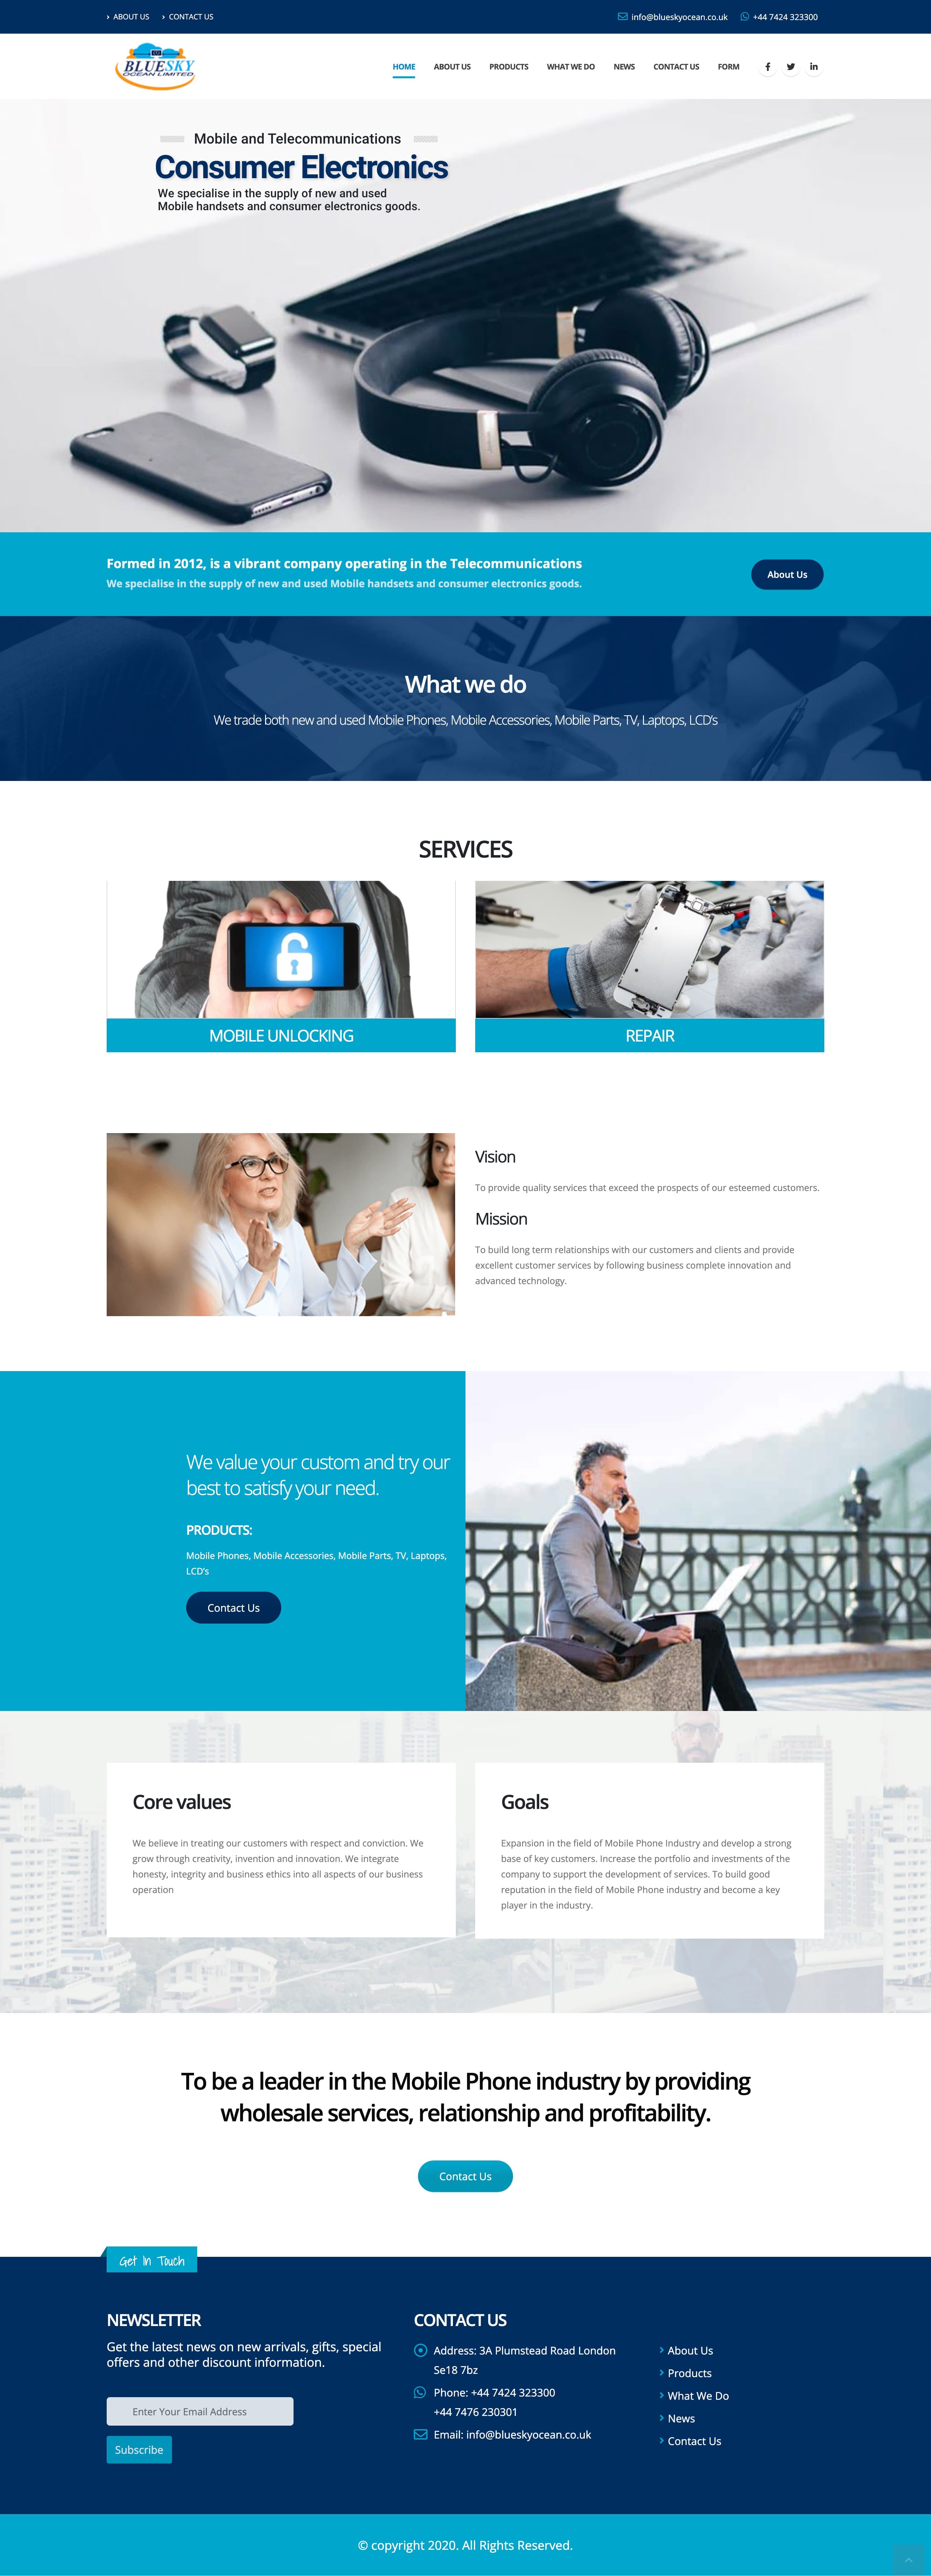 ABOUT US
CONTACT US
info@blueskyocean.co.uk
+44 7424 323300
BLUESKY
OCEAN LIMITED
HOME
ABOUT US
PRODUCTS
WHAT WE DO
NEWS
CONTACT US
FORM
Mobile and Telecommunications
Consumer Electronics
We specialise in the supply of new and used
Mobile handsets and consumer electronics goods.
Formed in 2012, is a vibrant company operating in the Telecommunications
We specialise in the supply of new and used Mobile handsets and consumer electronics goods.
About Us
What we do
We trade both new and used Mobile Phones, Mobile Accessories, Mobile Parts, TV, Laptops, LCD's
SERVICES
MOBILE UNLOCKING
REPAIR
Vision
To provide quality services that exceed the prospects of our esteemed customers.
Mission
To build long term relationships with our customers and clients and provide
excellent customer services by following business complete innovation and
advanced technology.
We value your custom and try our
best to satisfy your need.
PRODUCTS:
Mobile Phones, Mobile Accessories, Mobile Parts, TV, Laptops,
LCD's
Contact Us
Core values
We believe in treating our customers with respect and conviction. We
grow through creativity, invention and innovation. We integrate
honesty, integrity and business ethics into all aspects of our business
operation
Goals
Expansion in the field of Mobile Phone Industry and develop a strong
base of key customers. Increase the portfolio and investments of the
company to support the development of services. To build good
reputation in the field of Mobile Phone industry and become a key
player in the industry.
To be a leader in the Mobile Phone industry by providing
wholesale services, relationship and profitability.
Contact Us
Get In Touch
NEWSLETTER
Get the latest news on new arrivals, gifts, special
offers and other discount information.
Enter Your Email Address
Subscribe
CONTACT US
Address: 3A Plumstead Road London
Se18 7bz
Phone: +44 7424 323300
+44 7476 230301
Email: info@blueskyocean.co.uk
About Us
Products
What We Do
News
Contact Us
© copyright 2020. All Rights Reserved.